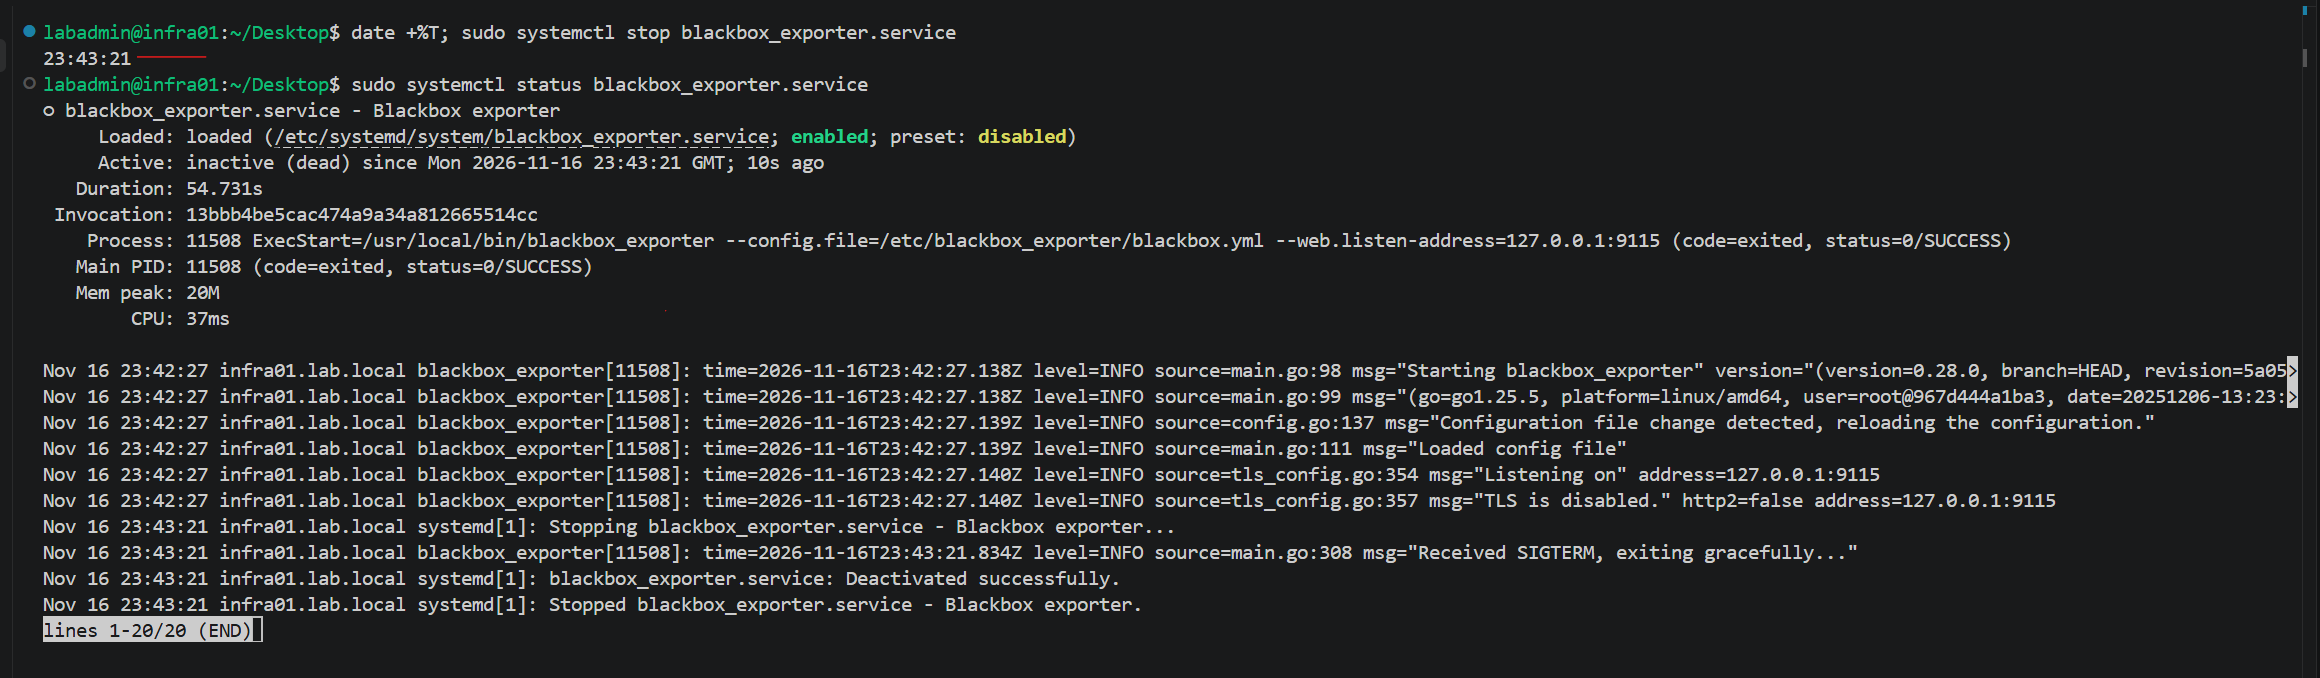 labadmin@infra01:~/Desktop$ date +%T; sudo systemctl stop blackbox_exporter.service
23:43:21
labadmin@infra01:~/Desktop$ sudo systemctl status blackbox_exporter.service
○ blackbox_exporter.service - Blackbox exporter
     Loaded: loaded (/etc/systemd/system/blackbox_exporter.service; enabled; preset: disabled)
     Active: inactive (dead) since Mon 2026-11-16 23:43:21 GMT; 10s ago
   Duration: 54.731s
 Invocation: 13bbb4be5cac474a9a34a812665514cc
    Process: 11508 ExecStart=/usr/local/bin/blackbox_exporter --config.file=/etc/blackbox_exporter/blackbox.yml --web.listen-address=127.0.0.1:9115 (code=exited, status=0/SUCCESS)
   Main PID: 11508 (code=exited, status=0/SUCCESS)
   Mem peak: 20M
        CPU: 37ms
Nov 16 23:42:27 infra01.lab.local blackbox_exporter[11508]: time=2026-11-16T23:42:27.138Z level=INFO source=main.go:98 msg="Starting blackbox_exporter" version="(version=0.28.0, branch=HEAD, revision=5a05>
Nov 16 23:42:27 infra01.lab.local blackbox_exporter[11508]: time=2026-11-16T23:42:27.138Z level=INFO source=main.go:99 msg="(go=go1.25.5, platform=linux/amd64, user=root@967d444a1ba3, date=20251206-13:23:>
Nov 16 23:42:27 infra01.lab.local blackbox_exporter[11508]: time=2026-11-16T23:42:27.139Z level=INFO source=config.go:137 msg="Configuration file change detected, reloading the configuration."
Nov 16 23:42:27 infra01.lab.local blackbox_exporter[11508]: time=2026-11-16T23:42:27.139Z level=INFO source=main.go:111 msg="Loaded config file"
Nov 16 23:42:27 infra01.lab.local blackbox_exporter[11508]: time=2026-11-16T23:42:27.140Z level=INFO source=tls_config.go:354 msg="Listening on" address=127.0.0.1:9115
Nov 16 23:42:27 infra01.lab.local blackbox_exporter[11508]: time=2026-11-16T23:42:27.140Z level=INFO source=tls_config.go:357 msg="TLS is disabled." http2=false address=127.0.0.1:9115
Nov 16 23:43:21 infra01.lab.local systemd[1]: Stopping blackbox_exporter.service - Blackbox exporter...
Nov 16 23:43:21 infra01.lab.local blackbox_exporter[11508]: time=2026-11-16T23:43:21.834Z level=INFO source=main.go:308 msg="Received SIGTERM, exiting gracefully..."
Nov 16 23:43:21 infra01.lab.local systemd[1]: blackbox_exporter.service: Deactivated successfully.
Nov 16 23:43:21 infra01.lab.local systemd[1]: Stopped blackbox_exporter.service - Blackbox exporter.
lines 1-20/20 (END)